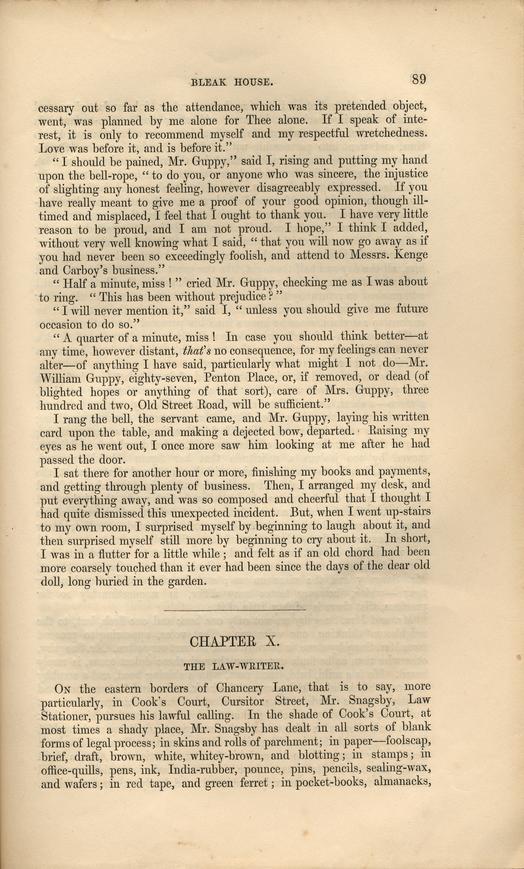 BLEAK HOUSE. 89
cessary out so far as the attendance, which was its pretended object,
went, was planned by me alone for Thee alone. If I speak of inte-
rest, it is only to recommend myself and my respectful wretchedness.
Love was before it, and is before it.”
“ I should be pained, Mr. Guppy,” said I, rising and putting my hand
upon the bell-rope, “ to do you, or anyone who was sincere, the injustice
of slighting any honest feeling, however disagreeably expressed. If you
have really meant to give me a proof of your good opinion, though ill-
timed and misplaced, I feel that I ought to thank you. I have very little
reason to be proud, and I am not proud. I hope,” I think I added,
without very well knowing what I said, “ that you will now go away as if
you had never been so exceedingly foolish, and attend to Messrs. Kenge
and Carboy’s business.”
“ Half a minute, miss ! ” cried Mr. Guppy, checking me as I was about
to ring. “ This has been without prejudice ? ”
“ I will never mention it,” said I, “ unless you should give me future
occasion to do so.”
“ A quarter of a minute, miss ! In case you should think better—at
any time, however distant, that’s no consequence, for my feelings can never
alter—of anything I have said, particularly what might I not do—Mr.
William Guppy, eighty-seven, Penton Place, or, if removed, or dead (of
blighted hopes or anything of that sort), care of Mrs. Guppy, three
hundred and two, Old Street Road, will be sufficient.”
I rang the bell, the servant came, and Mr. Guppy, laying his written
card upon the table, and making a dejected bow, departed. Raising my
eyes as he went out, I once more saw him looking at me after he had
passed the door.
I sat there for another hour or more, finishing my books and payments,
and getting through plenty of business. Then, I arranged my desk, and
put everything away, and was so composed and cheerful that I thought I
had quite dismissed this unexpected incident. But, when I went up-stairs
to my own room, I surprised myself by beginning to laugh about it, and
then surprised myself still more by beginning to cry about it. In short,
I was in a flutter for a little while ; and felt as if an old chord had been
more coarsely touched than it ever had been since the days of the dear old
doll, long buried in the garden.
CHAPTER X.
THE LAW-WRITER.
ON the eastern borders of Chancery Lane, that is to say, more
particularly, in Cook’s Court, Cursitor Street, Mr. Snagsby, Law
Stationer, pursues his lawful calling. In the shade of Cook’s Court, at
most times a shady place, Mr. Snagsby has dealt in all sorts of blank
forms of legal process ; in skins and rolls of parchment ; in paper—foolscap,
brief, draft, brown, white, whitey-brown, and blotting ; in stamps ; in
office-quills, pens, ink, India-rubber, pounce, pins, pencils, sealing-wax,
and wafers ; in red tape, and green ferret ; in pocket-books, almanacks,